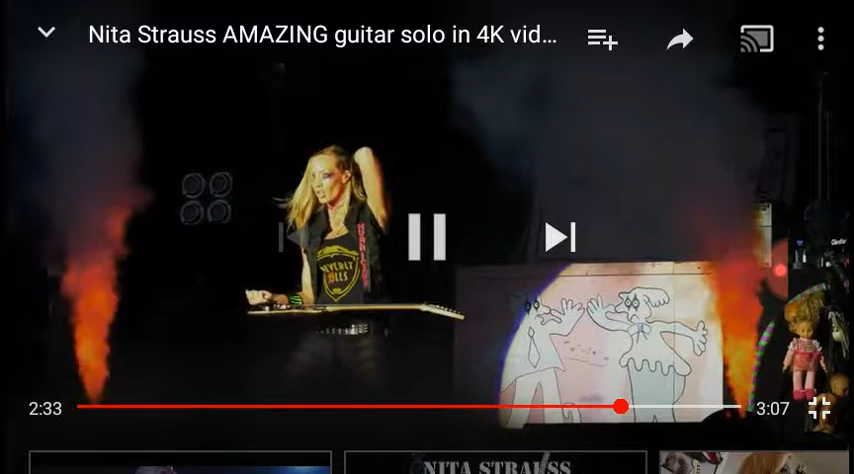 Nita Strauss AMAZING guitar solo in 4K vid...
BEVERLY
HILLS
2:33
3:07
NITA STRAUSS